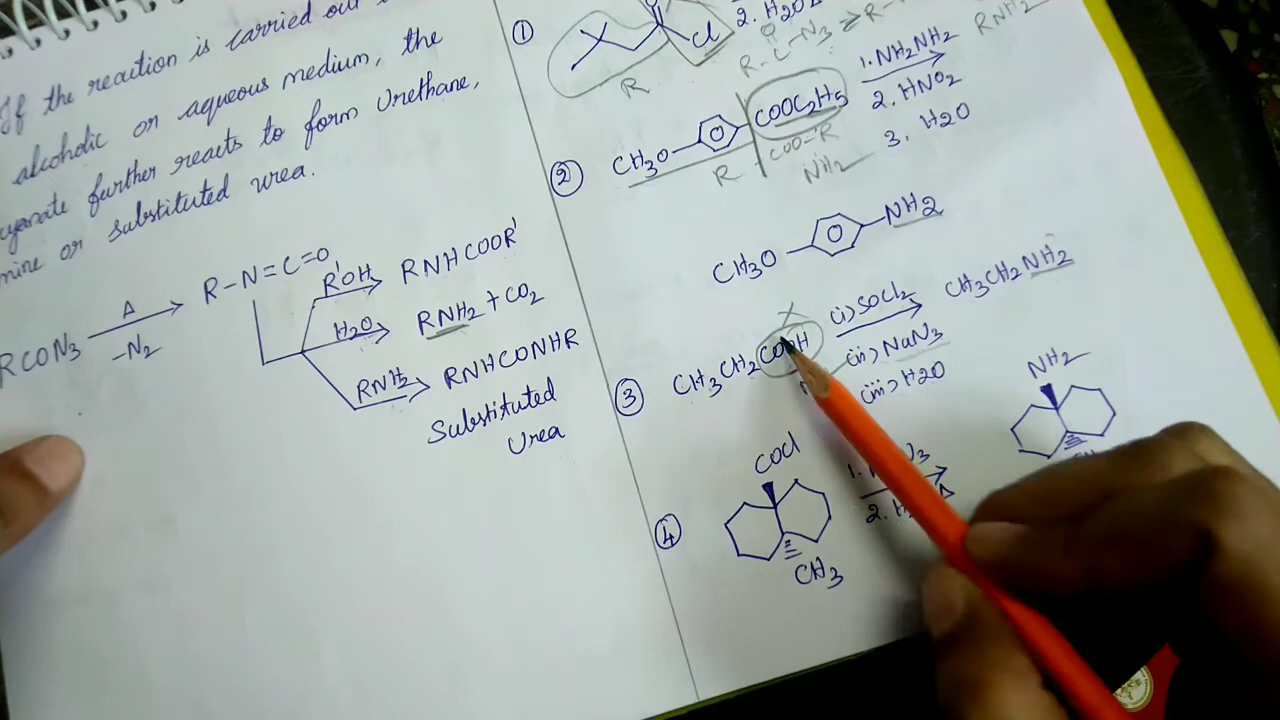 If the reaction is carried out
alcoholic or aqueous medium, the
further reacts to form Urethane,
or substituted urea.
RCON3 Δ -N2 R-N=C=O
R'OH RNHCOOR'
H2O RNH2 + CO2
RNH2 RNHCONHR
Substituted
Urea
① Cl 2. H2O Δ
R
R-C-N3
O
② CH3O COOC2H5 1. NH2NH2
2. HNO2
3. H2O
RNH2
R COO-R
NH2
CH3O NH2
③ CH3CH2COOH (i) SOCl2 CH3CH2NH2
(ii) NaN3
(iii) H2O
X
④ COCl
CH3
1.
2. H
NH2